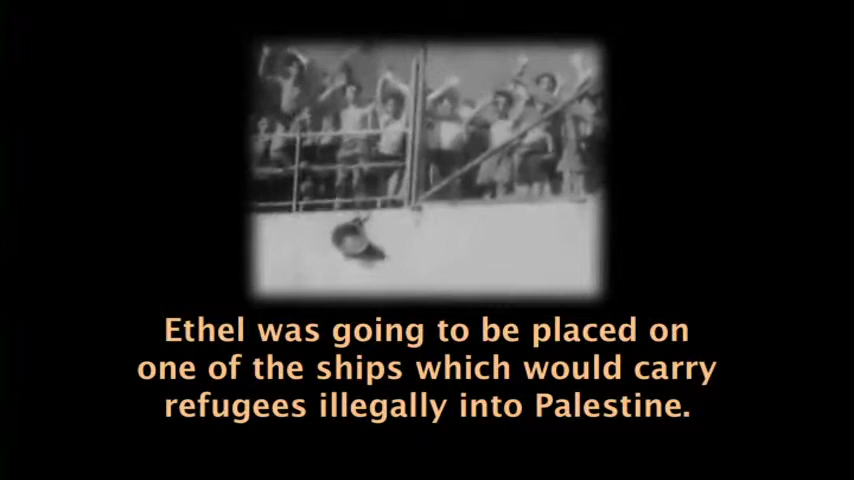 Ethel was going to be placed on
one of the ships which would carry
refugees illegally into Palestine.